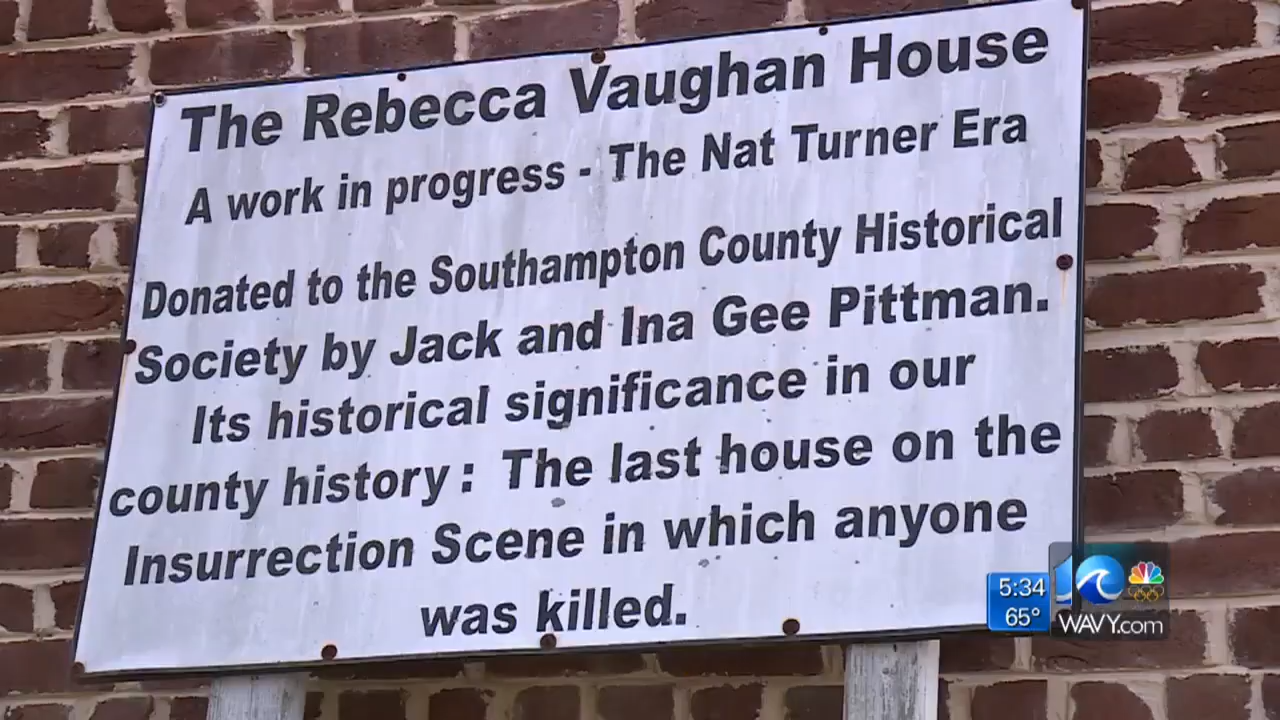 The Rebecca Vaughan House
A work in progress - The Nat Turner Era
Donated to the Southampton County Historical
Society by Jack and Ina Gee Pittman.
Its historical significance in our
county history: The last house on the
Insurrection Scene in which anyone
was killed.
5:34
65°
10
WAVY.com